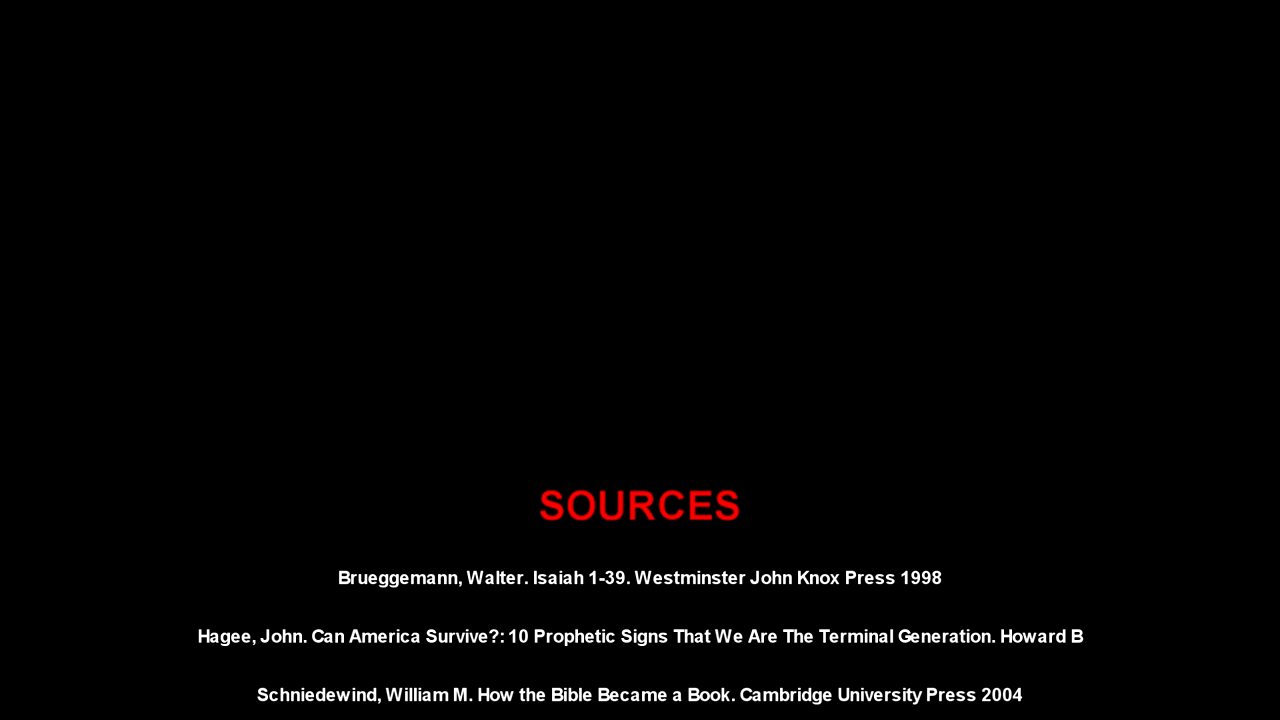 SOURCES
Brueggemann, Walter. Isaiah 1-39. Westminster John Knox Press 1998
Hagee, John. Can America Survive?: 10 Prophetic Signs That We Are The Terminal Generation. Howard B
Schniedewind, William M. How the Bible Became a Book. Cambridge University Press 2004